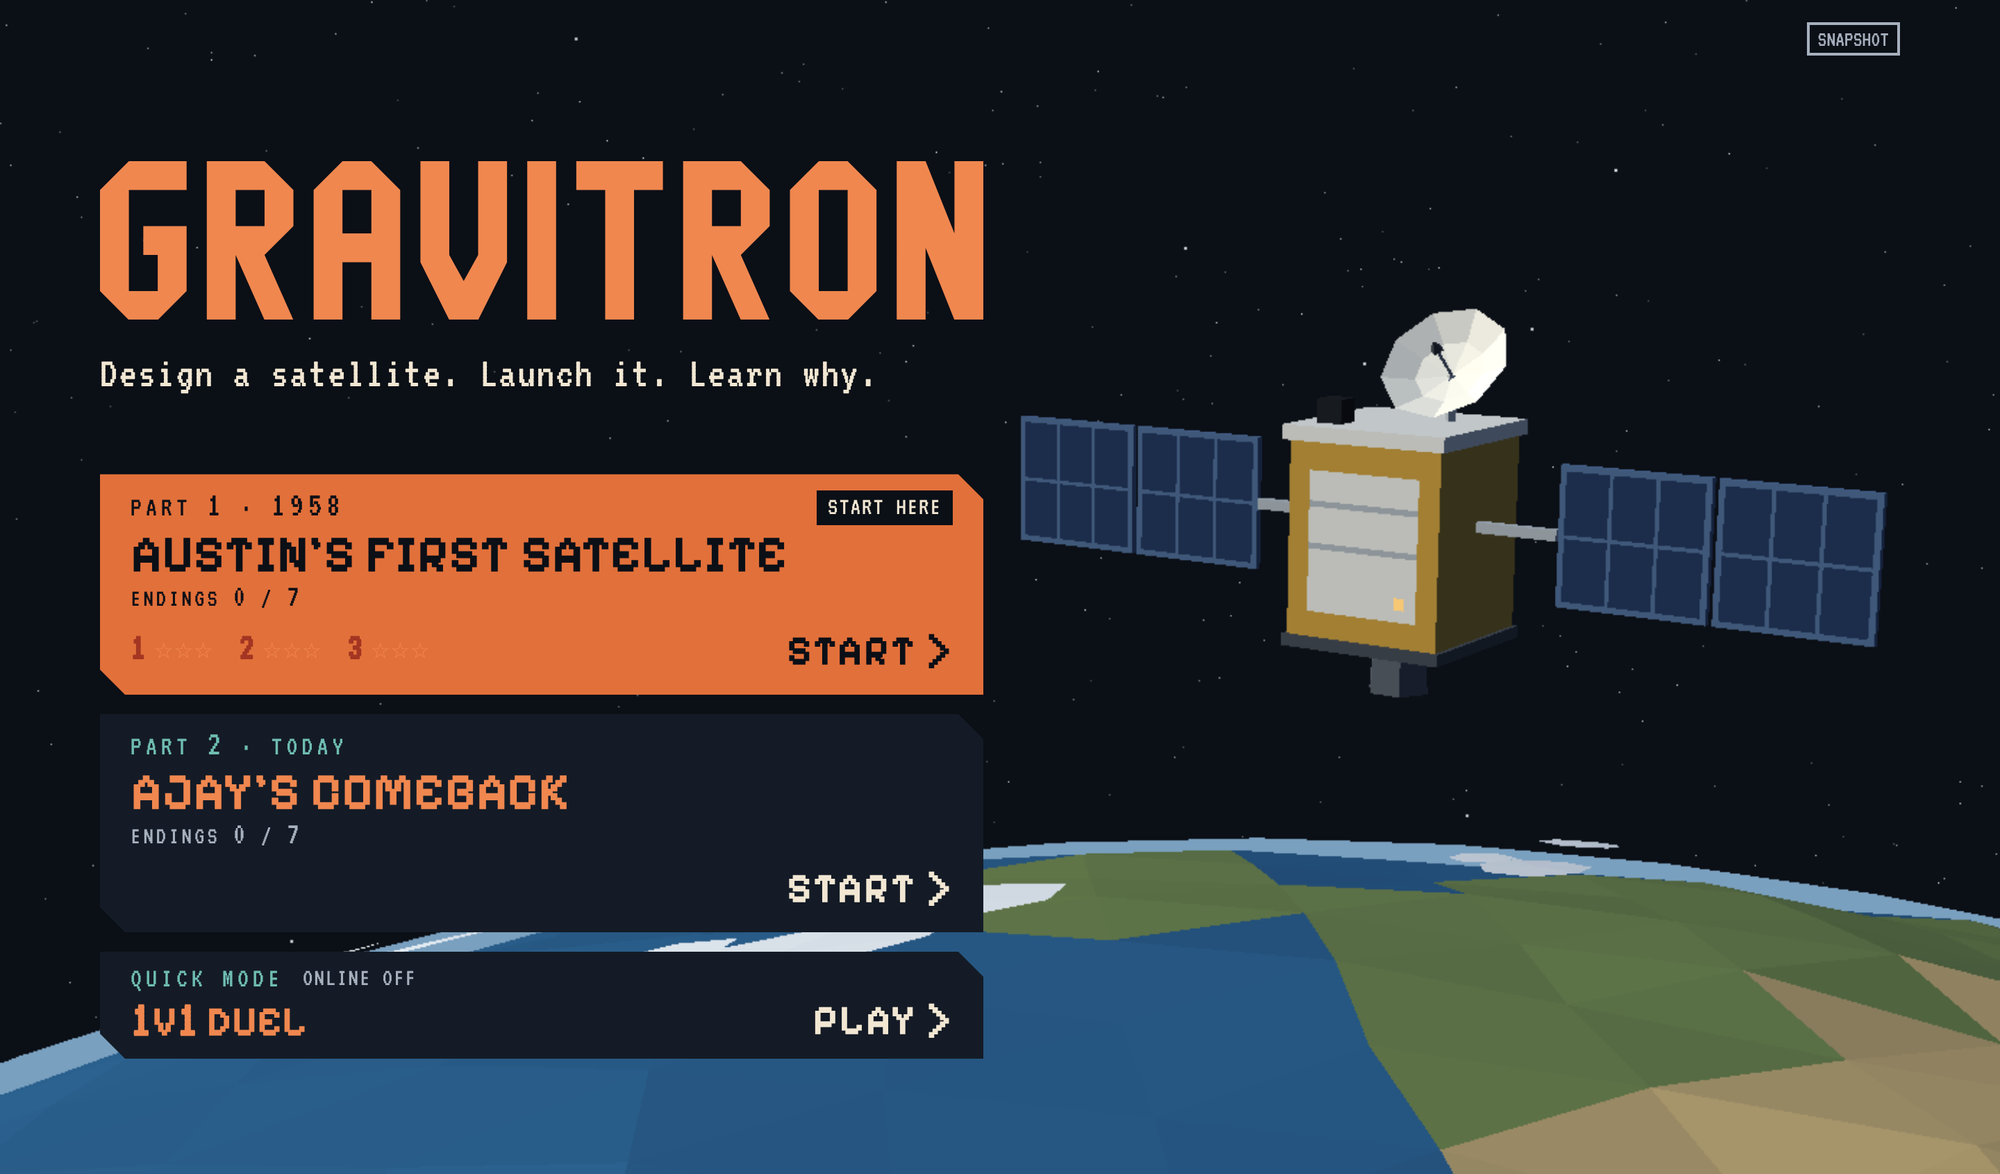 SNAPSHOT
GRAVITRON
Design a satellite. Launch it. Learn why.
PART 1 · 1958
START HERE
AUSTIN'S FIRST SATELLITE
ENDINGS 0 / 7
1 ☆☆☆ 2 ☆☆☆ 3 ☆☆☆
START >
PART 2 · TODAY
AJAY'S COMEBACK
ENDINGS 0 / 7
START >
QUICK MODE ONLINE OFF
1V1 DUEL
PLAY >